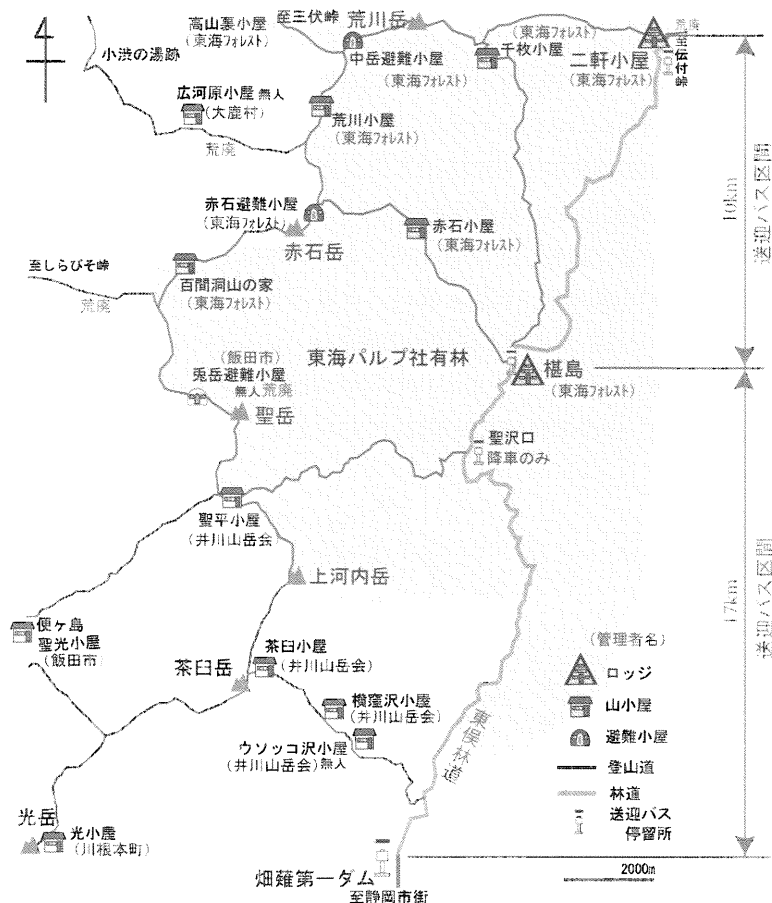 高山裏小屋
(東海フォレスト)
至三伏峠
荒川岳
小渋の湯跡
中岳避難小屋
(東海フォレスト)
(東海フォレスト)
千枚小屋
二軒小屋
(東海フォレスト)
荒廃
至伝付峠
広河原小屋 無人
(大鹿村)
荒川小屋
(東海フォレスト)
荒廃
赤石避難小屋
(東海フォレスト)
赤石岳
赤石小屋
(東海フォレスト)
10km
送迎バス区間
至しらびそ峠
荒廃
百間洞山の家
(東海フォレスト)
(飯田市)
兎岳避難小屋
無人荒廃
東海パルプ社有林
椹島
(東海フォレスト)
聖岳
聖沢口
降車のみ
聖平小屋
(井川山岳会)
上河内岳
17km
送迎バス区間
便ヶ島
聖光小屋
(飯田市)
茶臼岳
茶臼小屋
(井川山岳会)
横窪沢小屋
(井川山岳会)
ウソッコ沢小屋
(井川山岳会)無人
東俣林道
光岳
光小屋
(川根本町)
畑薙第一ダム
至静岡市街
(管理者名)
ロッジ
山小屋
避難小屋
登山道
林道
送迎バス
停留所
2000m